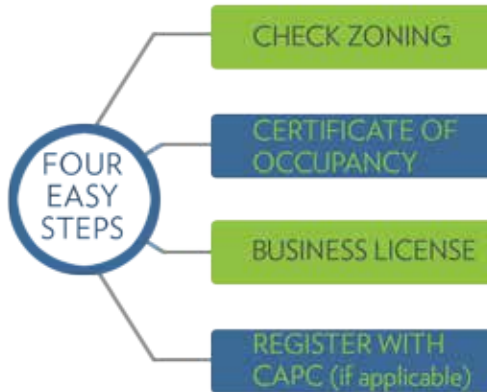 FOUR
EASY
STEPS
CHECK ZONING
CERTIFICATE OF
OCCUPANCY
BUSINESS LICENSE
REGISTER WITH
CAPC (if applicable)